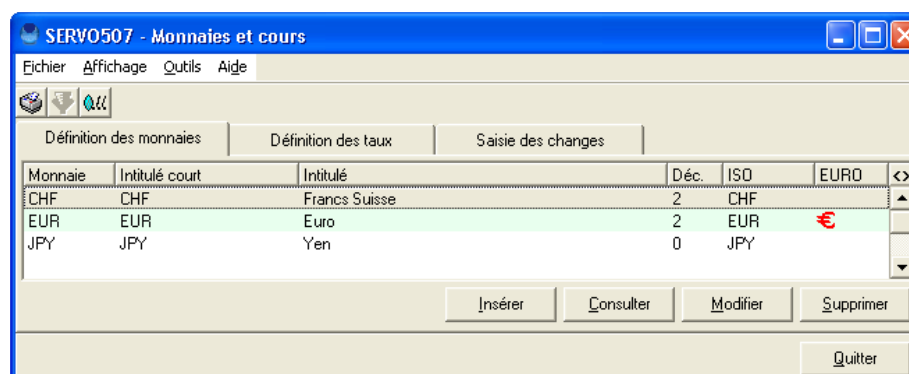 SERVO507 - Monnaies et cours
Fichier Affichage Outils Aide
Définition des monnaies Définition des taux Saisie des changes
Monnaie Intitulé court Intitulé Déc. ISO EURO <>
CHF CHF Francs Suisse 2 CHF
EUR EUR Euro 2 EUR €
JPY JPY Yen 0 JPY
Insérer Consulter Modifier Supprimer
Quitter